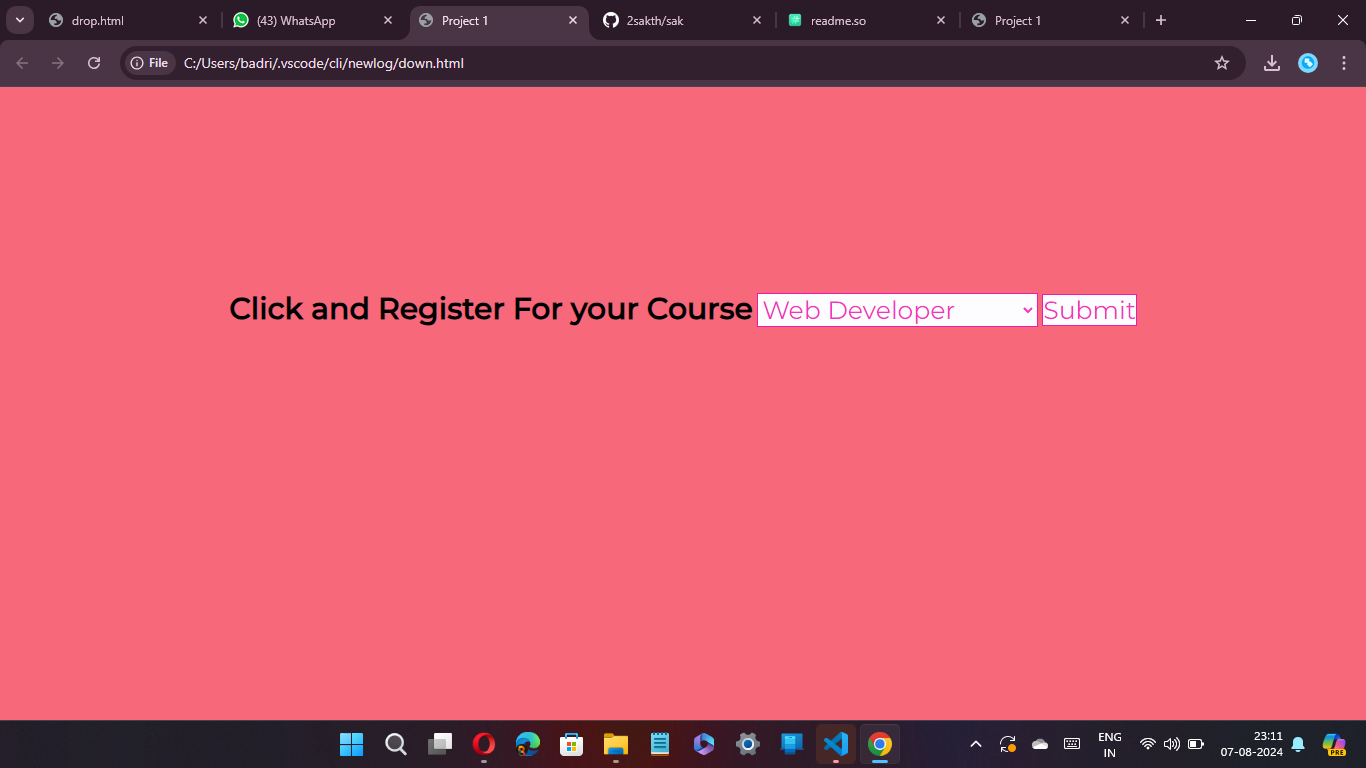 drop.html
(43) WhatsApp
Project 1
2sakth/sak
readme.so
Project 1
File
C:/Users/badri/.vscode/cli/newlog/down.html
Click and Register For your Course Web Developer Submit
ENG
IN
23:11
07-08-2024
PRE